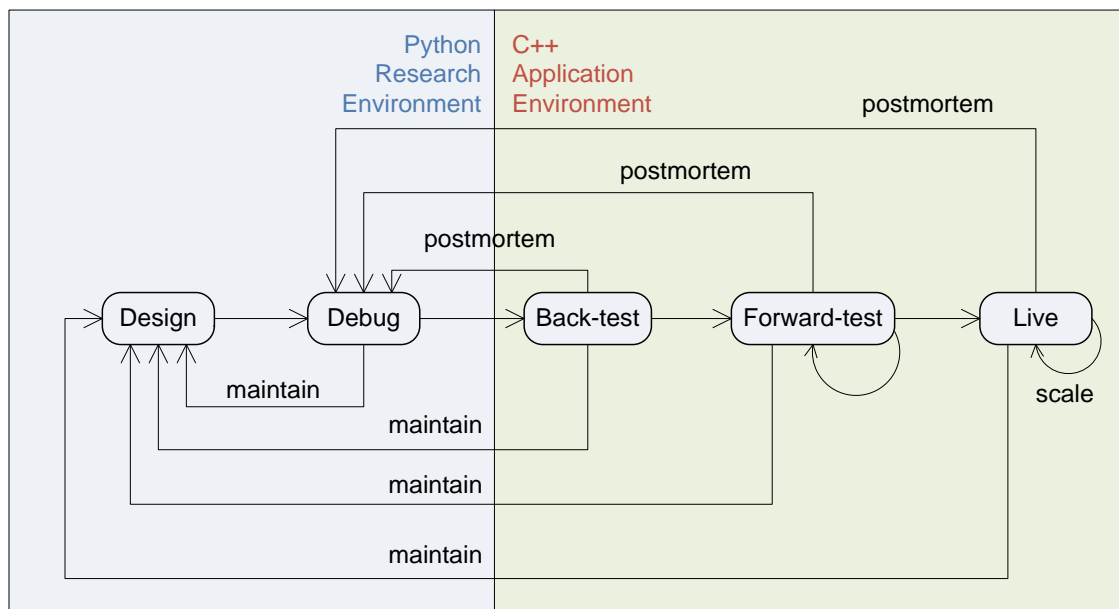 Python
Research
Environment
C++
Application
Environment
postmortem
postmortem
postmortem
Design
Debug
Back-test
Forward-test
Live
maintain
scale
maintain
maintain
maintain